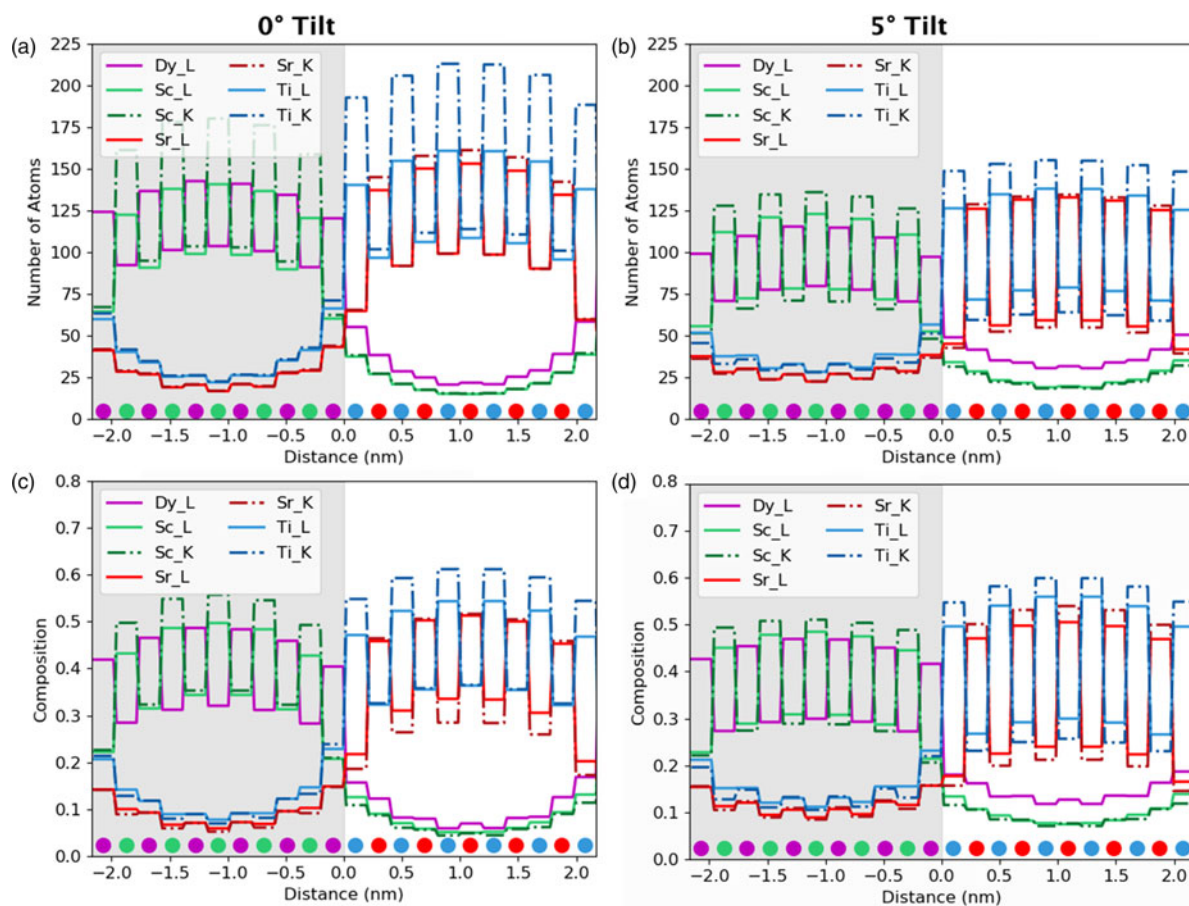 0° Tilt
5° Tilt
(a)
Number of Atoms
225
200
175
150
125
100
75
50
25
0
Dy_L
Sc_L
Sc_K
Sr_L
Sr_K
Ti_L
Ti_K
−2.0 −1.5 −1.0 −0.5 0.0 0.5 1.0 1.5 2.0
Distance (nm)
(b)
Number of Atoms
225
200
175
150
125
100
75
50
25
0
Dy_L
Sc_L
Sc_K
Sr_L
Sr_K
Ti_L
Ti_K
−2.0 −1.5 −1.0 −0.5 0.0 0.5 1.0 1.5 2.0
Distance (nm)
(c)
Composition
0.8
0.7
0.6
0.5
0.4
0.3
0.2
0.1
0.0
Dy_L
Sc_L
Sc_K
Sr_L
Sr_K
Ti_L
Ti_K
−2.0 −1.5 −1.0 −0.5 0.0 0.5 1.0 1.5 2.0
Distance (nm)
(d)
Composition
0.8
0.7
0.6
0.5
0.4
0.3
0.2
0.1
0.0
Dy_L
Sc_L
Sc_K
Sr_L
Sr_K
Ti_L
Ti_K
−2.0 −1.5 −1.0 −0.5 0.0 0.5 1.0 1.5 2.0
Distance (nm)